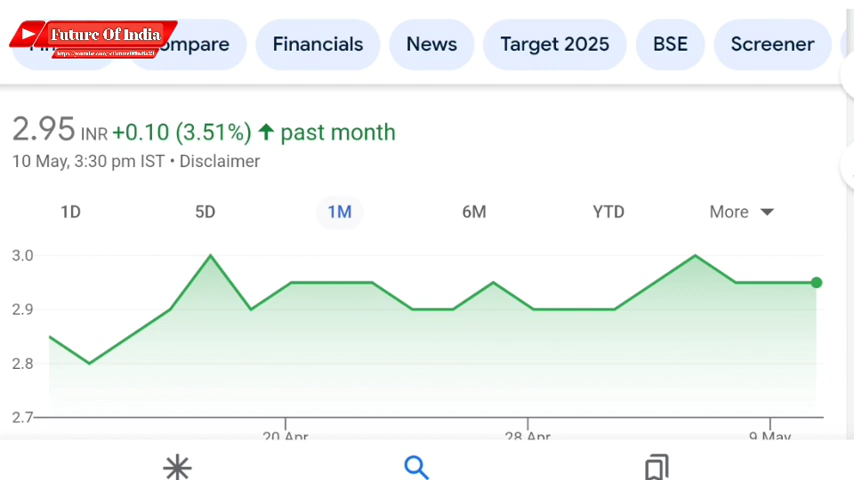 Future Of India
ompare
Financials
News
Target 2025
BSE
Screener
2.95 INR +0.10 (3.51%) ↑ past month
10 May, 3:30 pm IST • Disclaimer
1D
5D
1M
6M
YTD
More
3.0
2.9
2.8
2.7
20 Apr
28 Apr
9 May